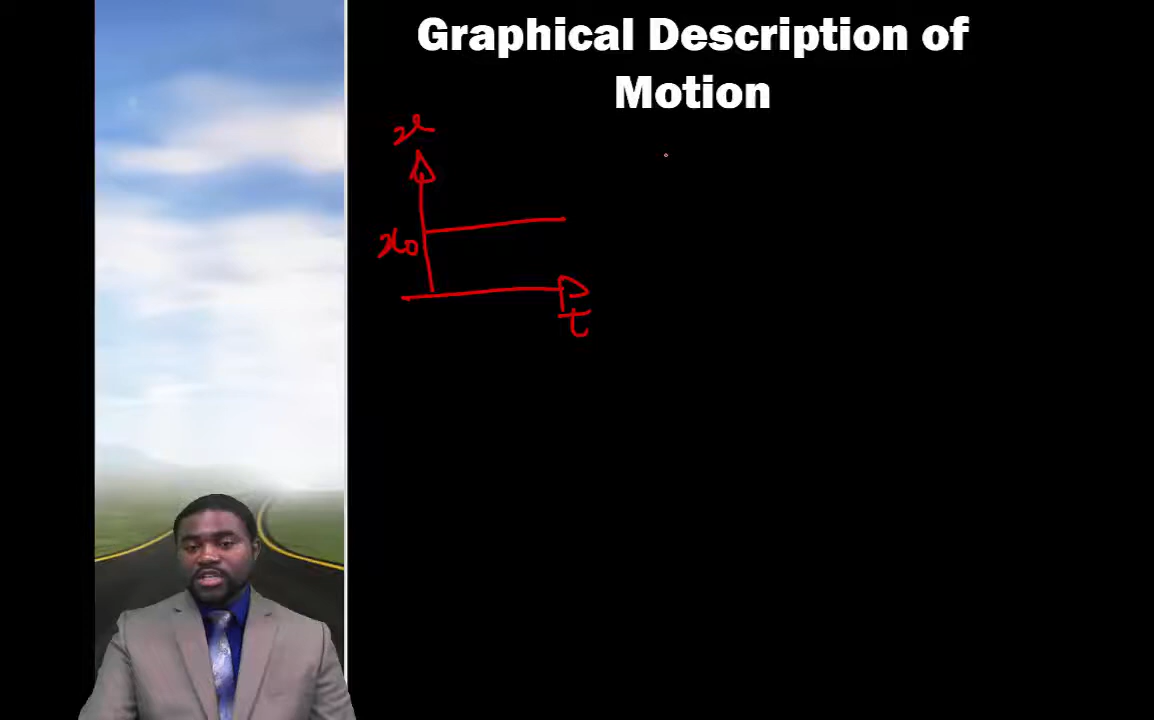 Graphical Description of
Motion
x
x₀
t